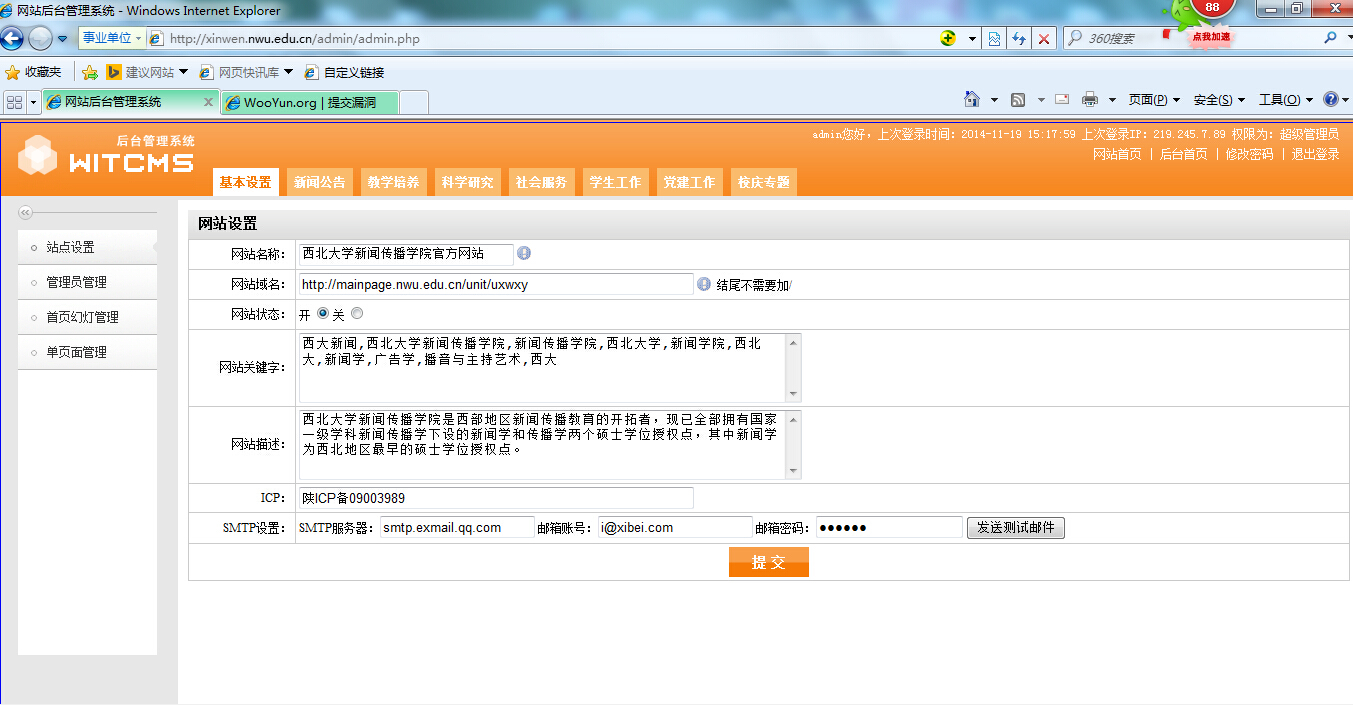 网站后台管理系统 - Windows Internet Explorer
88
事业单位 http://xinwen.nwu.edu.cn/admin/admin.php 360搜索 点我加速
收藏夹 建议网站 网页快讯库 自定义链接
网站后台管理系统 WooYun.org | 提交漏洞 页面(P) 安全(S) 工具(O)
后台管理系统
WITCMS
admin您好，上次登录时间：2014-11-19 15:17:59 上次登录IP：219.245.7.89 权限为：超级管理员
网站首页 | 后台首页 | 修改密码 | 退出登录
基本设置 新闻公告 教学培养 科学研究 社会服务 学生工作 党建工作 校庆专题
站点设置
管理员管理
首页幻灯管理
单页面管理
网站设置
网站名称： 西北大学新闻传播学院官方网站
网站域名： http://mainpage.nwu.edu.cn/unit/uxwxy 结尾不需要加/
网站状态： 开 关
网站关键字： 西大新闻,西北大学新闻传播学院,新闻传播学院,西北大学,新闻学院,西北
大,新闻学,广告学,播音与主持艺术,西大
网站描述： 西北大学新闻传播学院是西部地区新闻传播教育的开拓者，现已全部拥有国家
一级学科新闻传播学下设的新闻学和传播学两个硕士学位授权点，其中新闻学
为西北地区最早的硕士学位授权点。
ICP： 陕ICP备09003989
SMTP设置： SMTP服务器： smtp.exmail.qq.com 邮箱账号： i@xibei.com 邮箱密码： ●●●●●● 发送测试邮件
提 交